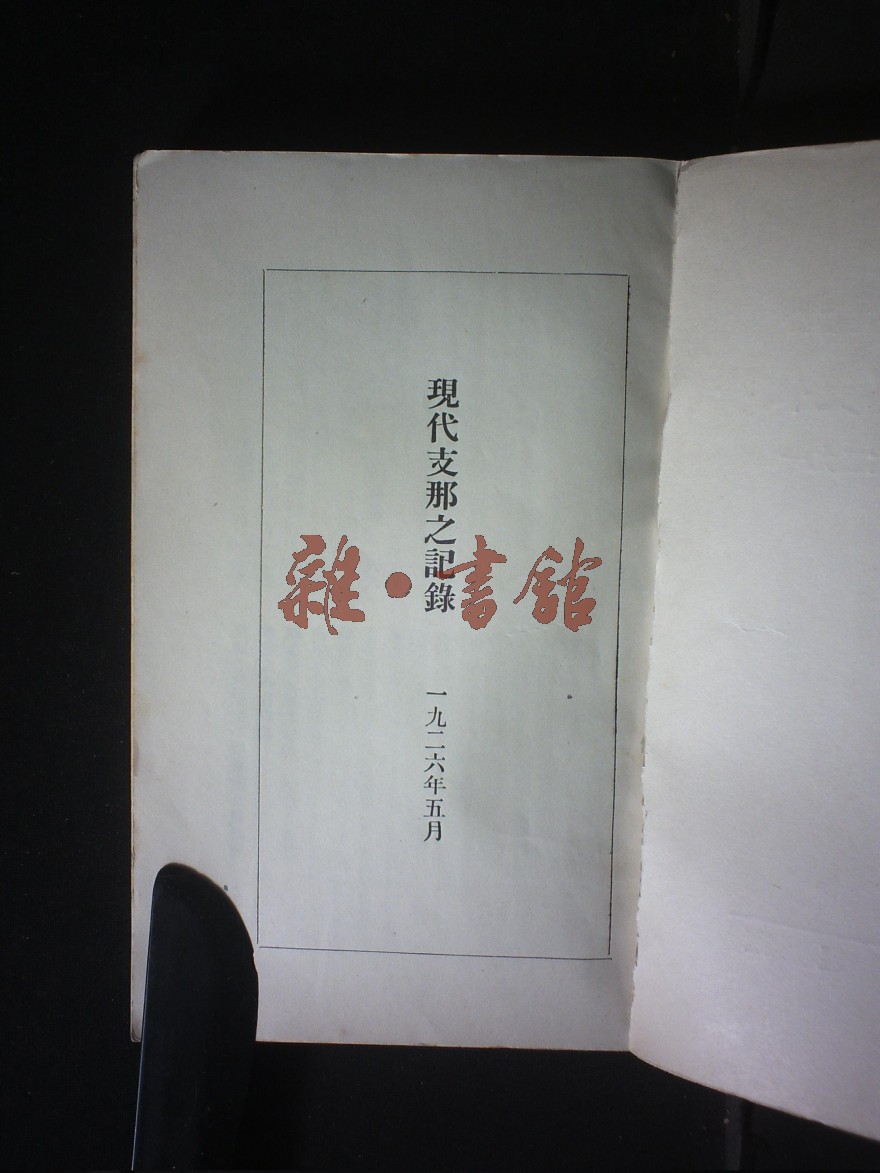 現代支那之記錄
一九二六年五月
雜·書館